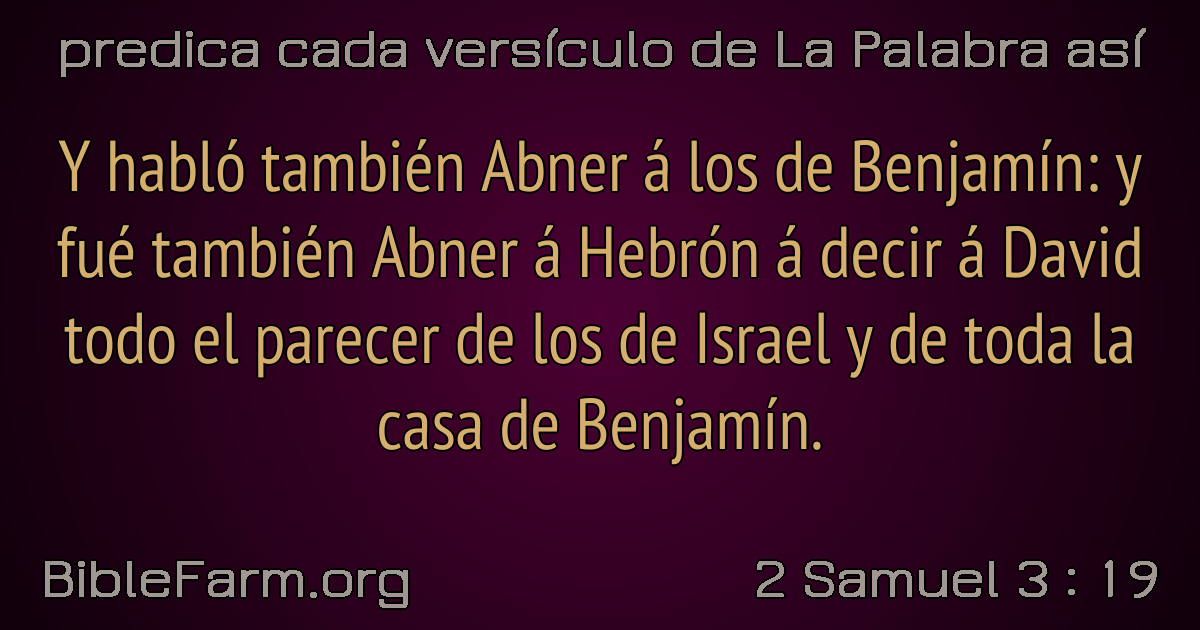 predica cada versículo de La Palabra así
Y habló también Abner á los de Benjamín: y
fué también Abner á Hebrón á decir á David
todo el parecer de los de Israel y de toda la
casa de Benjamín.
BibleFarm.org
2 Samuel 3 : 19